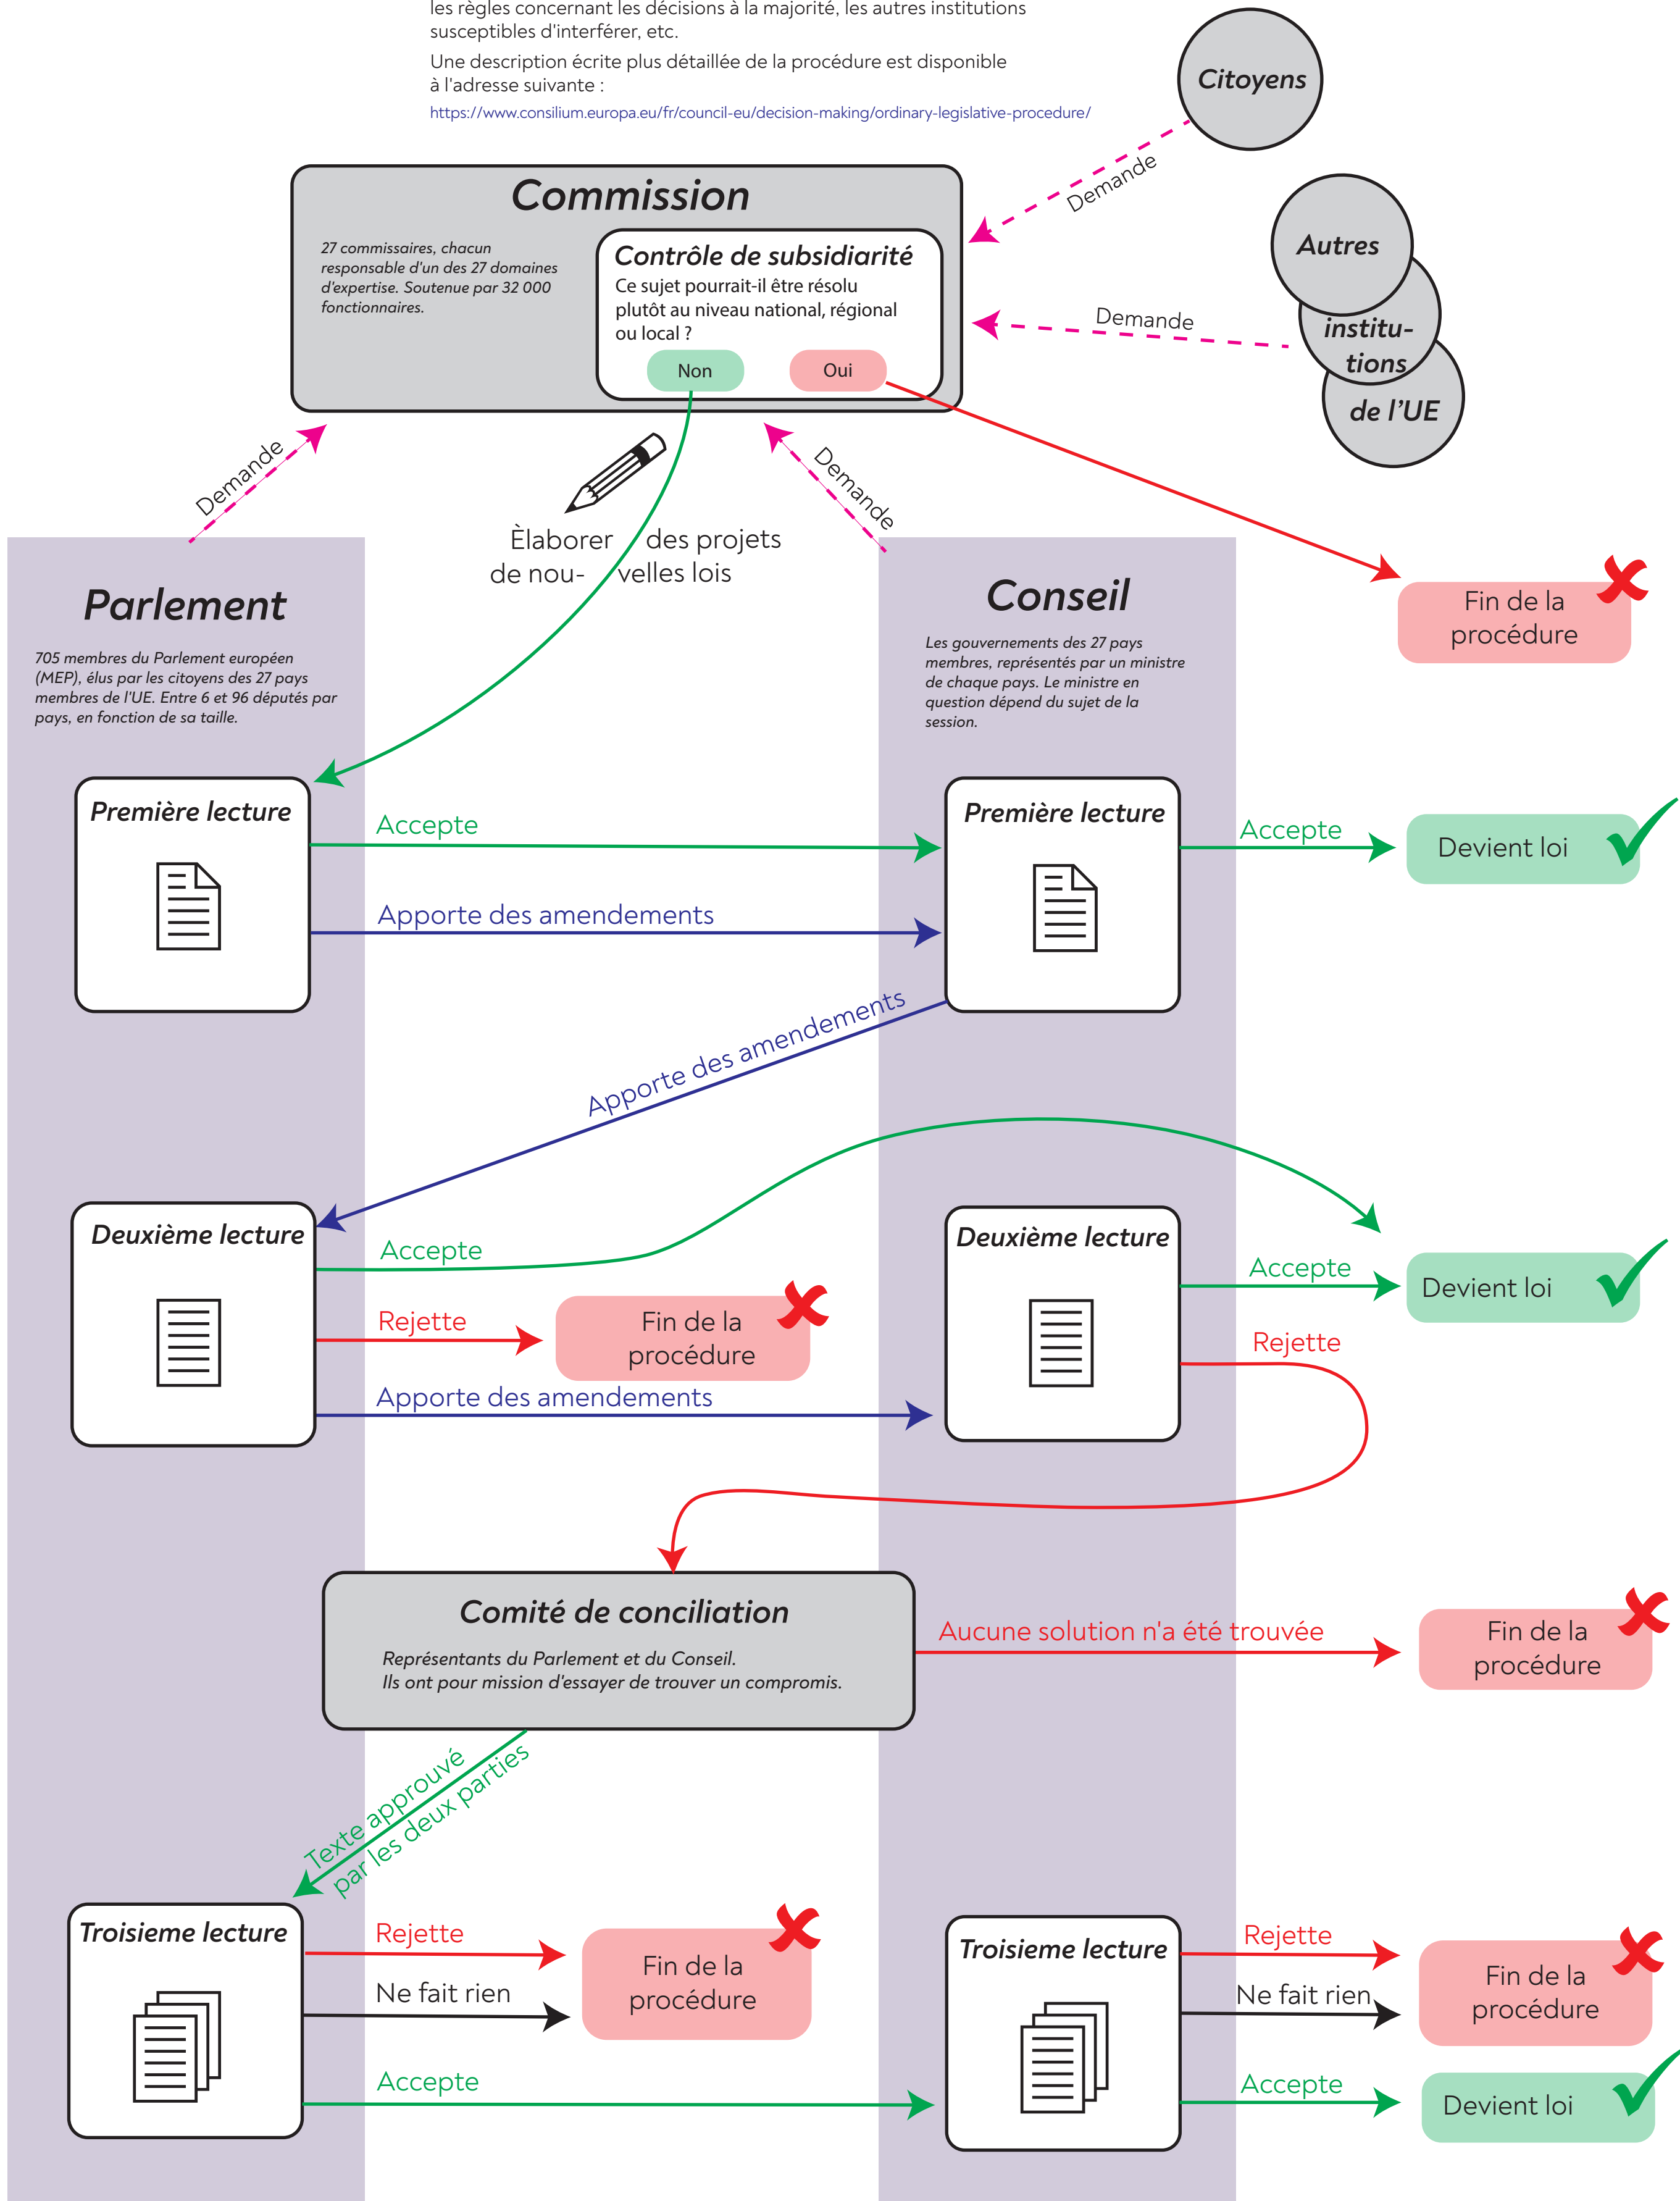 les règles concernant les décisions à la majorité, les autres institutions
susceptibles d'interférer, etc.
Une description écrite plus détaillée de la procédure est disponible
à l'adresse suivante :
https://www.consilium.europa.eu/fr/council-eu/decision-making/ordinary-legislative-procedure/
Citoyens
Demande
Autres
institu-
tions
de l’UE
Demande
Commission
27 commissaires, chacun
responsable d'un des 27 domaines
d'expertise. Soutenue par 32 000
fonctionnaires.
Contrôle de subsidiarité
Ce sujet pourrait-il être résolu
plutôt au niveau national, régional
ou local ?
Non
Oui
Demande
Demande
Èlaborer des projets
de nou- velles lois
Fin de la
procédure
Parlement
705 membres du Parlement européen
(MEP), élus par les citoyens des 27 pays
membres de l'UE. Entre 6 et 96 députés par
pays, en fonction de sa taille.
Conseil
Les gouvernements des 27 pays
membres, représentés par un ministre
de chaque pays. Le ministre en
question dépend du sujet de la
session.
Première lecture
Accepte
Apporte des amendements
Première lecture
Accepte
Devient loi
Apporte des amendements
Deuxième lecture
Accepte
Rejette
Fin de la
procédure
Apporte des amendements
Deuxième lecture
Accepte
Devient loi
Rejette
Comité de conciliation
Représentants du Parlement et du Conseil.
Ils ont pour mission d'essayer de trouver un compromis.
Aucune solution n'a été trouvée
Fin de la
procédure
Texte approuvé
par les deux parties
Troisieme lecture
Rejette
Ne fait rien
Fin de la
procédure
Accepte
Troisieme lecture
Rejette
Ne fait rien
Fin de la
procédure
Accepte
Devient loi